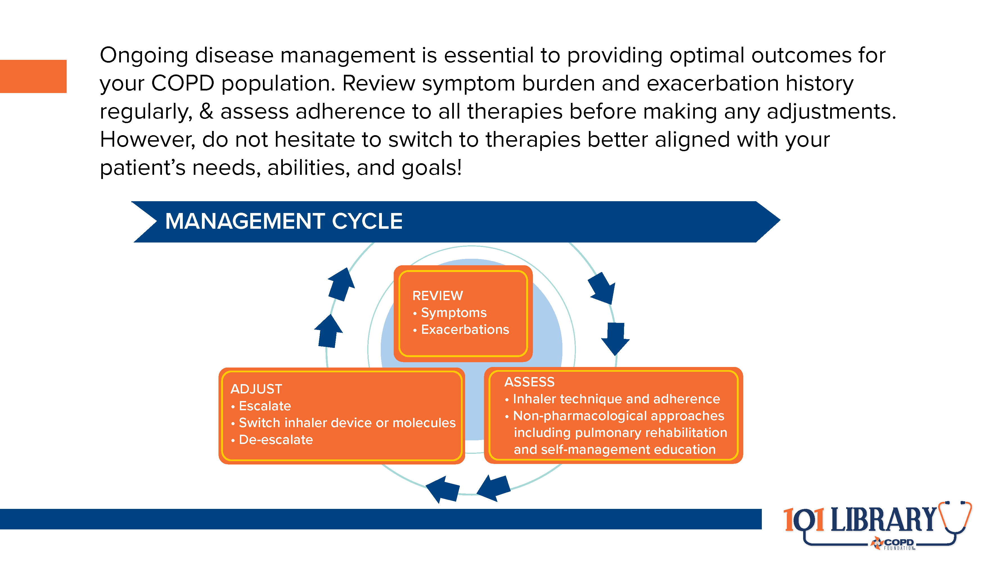 Ongoing disease management is essential to providing optimal outcomes for
your COPD population. Review symptom burden and exacerbation history
regularly, & assess adherence to all therapies before making any adjustments.
However, do not hesitate to switch to therapies better aligned with your
patient’s needs, abilities, and goals!
MANAGEMENT CYCLE
REVIEW
• Symptoms
• Exacerbations
ADJUST
• Escalate
• Switch inhaler device or molecules
• De-escalate
ASSESS
• Inhaler technique and adherence
• Non-pharmacological approaches
including pulmonary rehabilitation
and self-management education
101 LIBRARY
COPD
FOUNDATION®